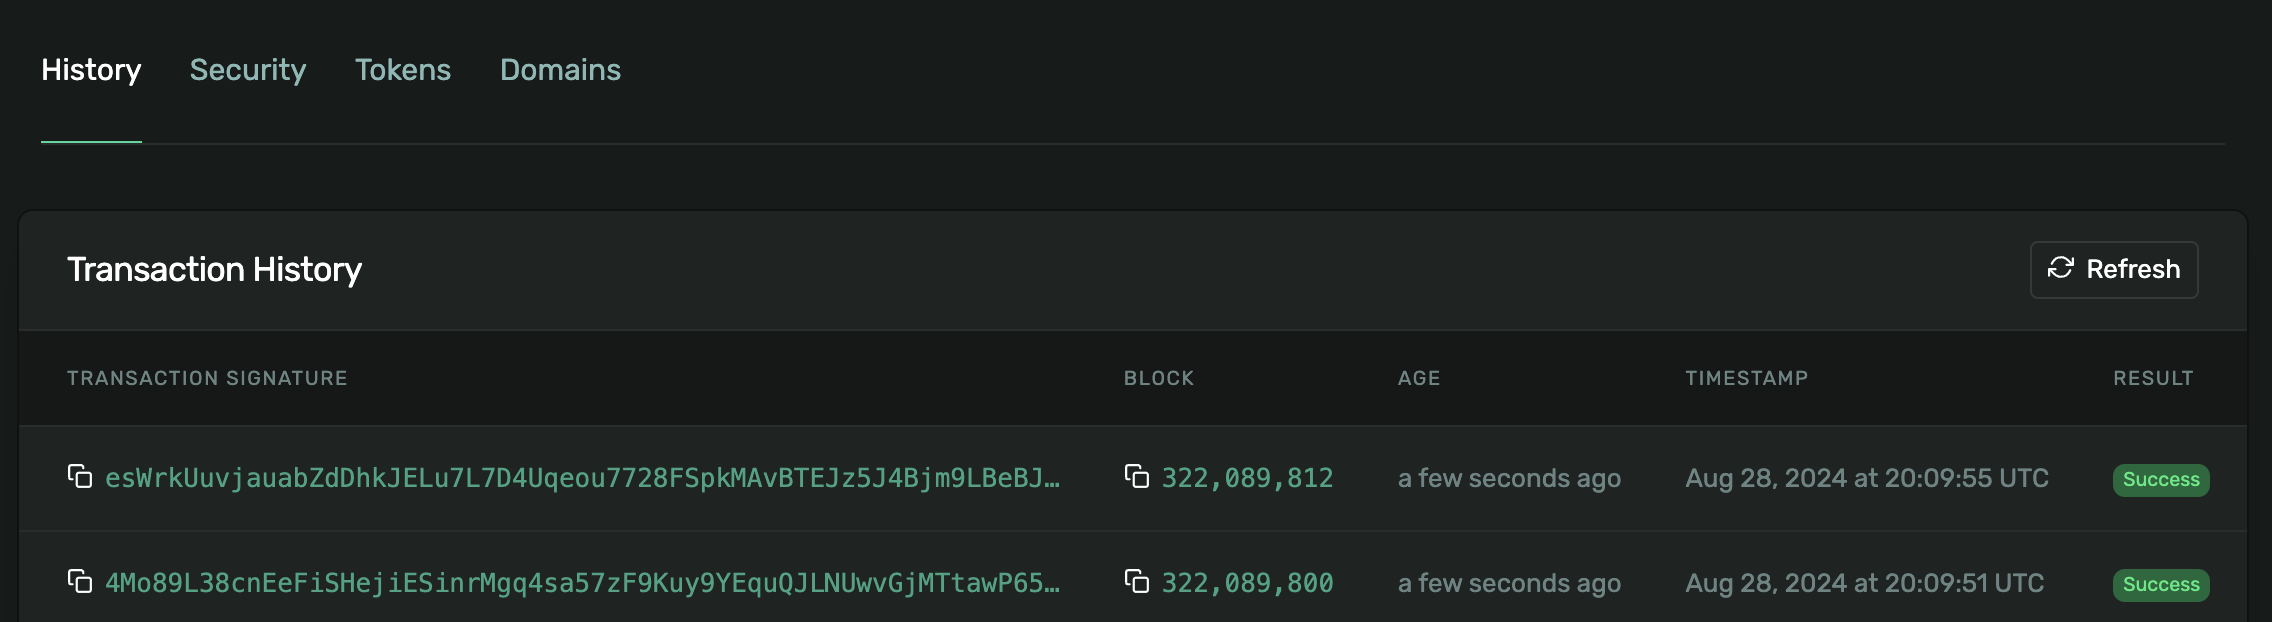 History Security Tokens Domains
Transaction History
Refresh
TRANSACTION SIGNATURE BLOCK AGE TIMESTAMP RESULT
esWrkUuvjauabZdDhkJELu7L7D4Uqeou7728FSpkMAvBTEJz5J4Bjm9LBeBJ… 322,089,812 a few seconds ago Aug 28, 2024 at 20:09:55 UTC Success
4Mo89L38cnEeFiSHejiESinrMgq4sa57zF9Kuy9YEquQJLNUwvGjMTtawP65… 322,089,800 a few seconds ago Aug 28, 2024 at 20:09:51 UTC Success